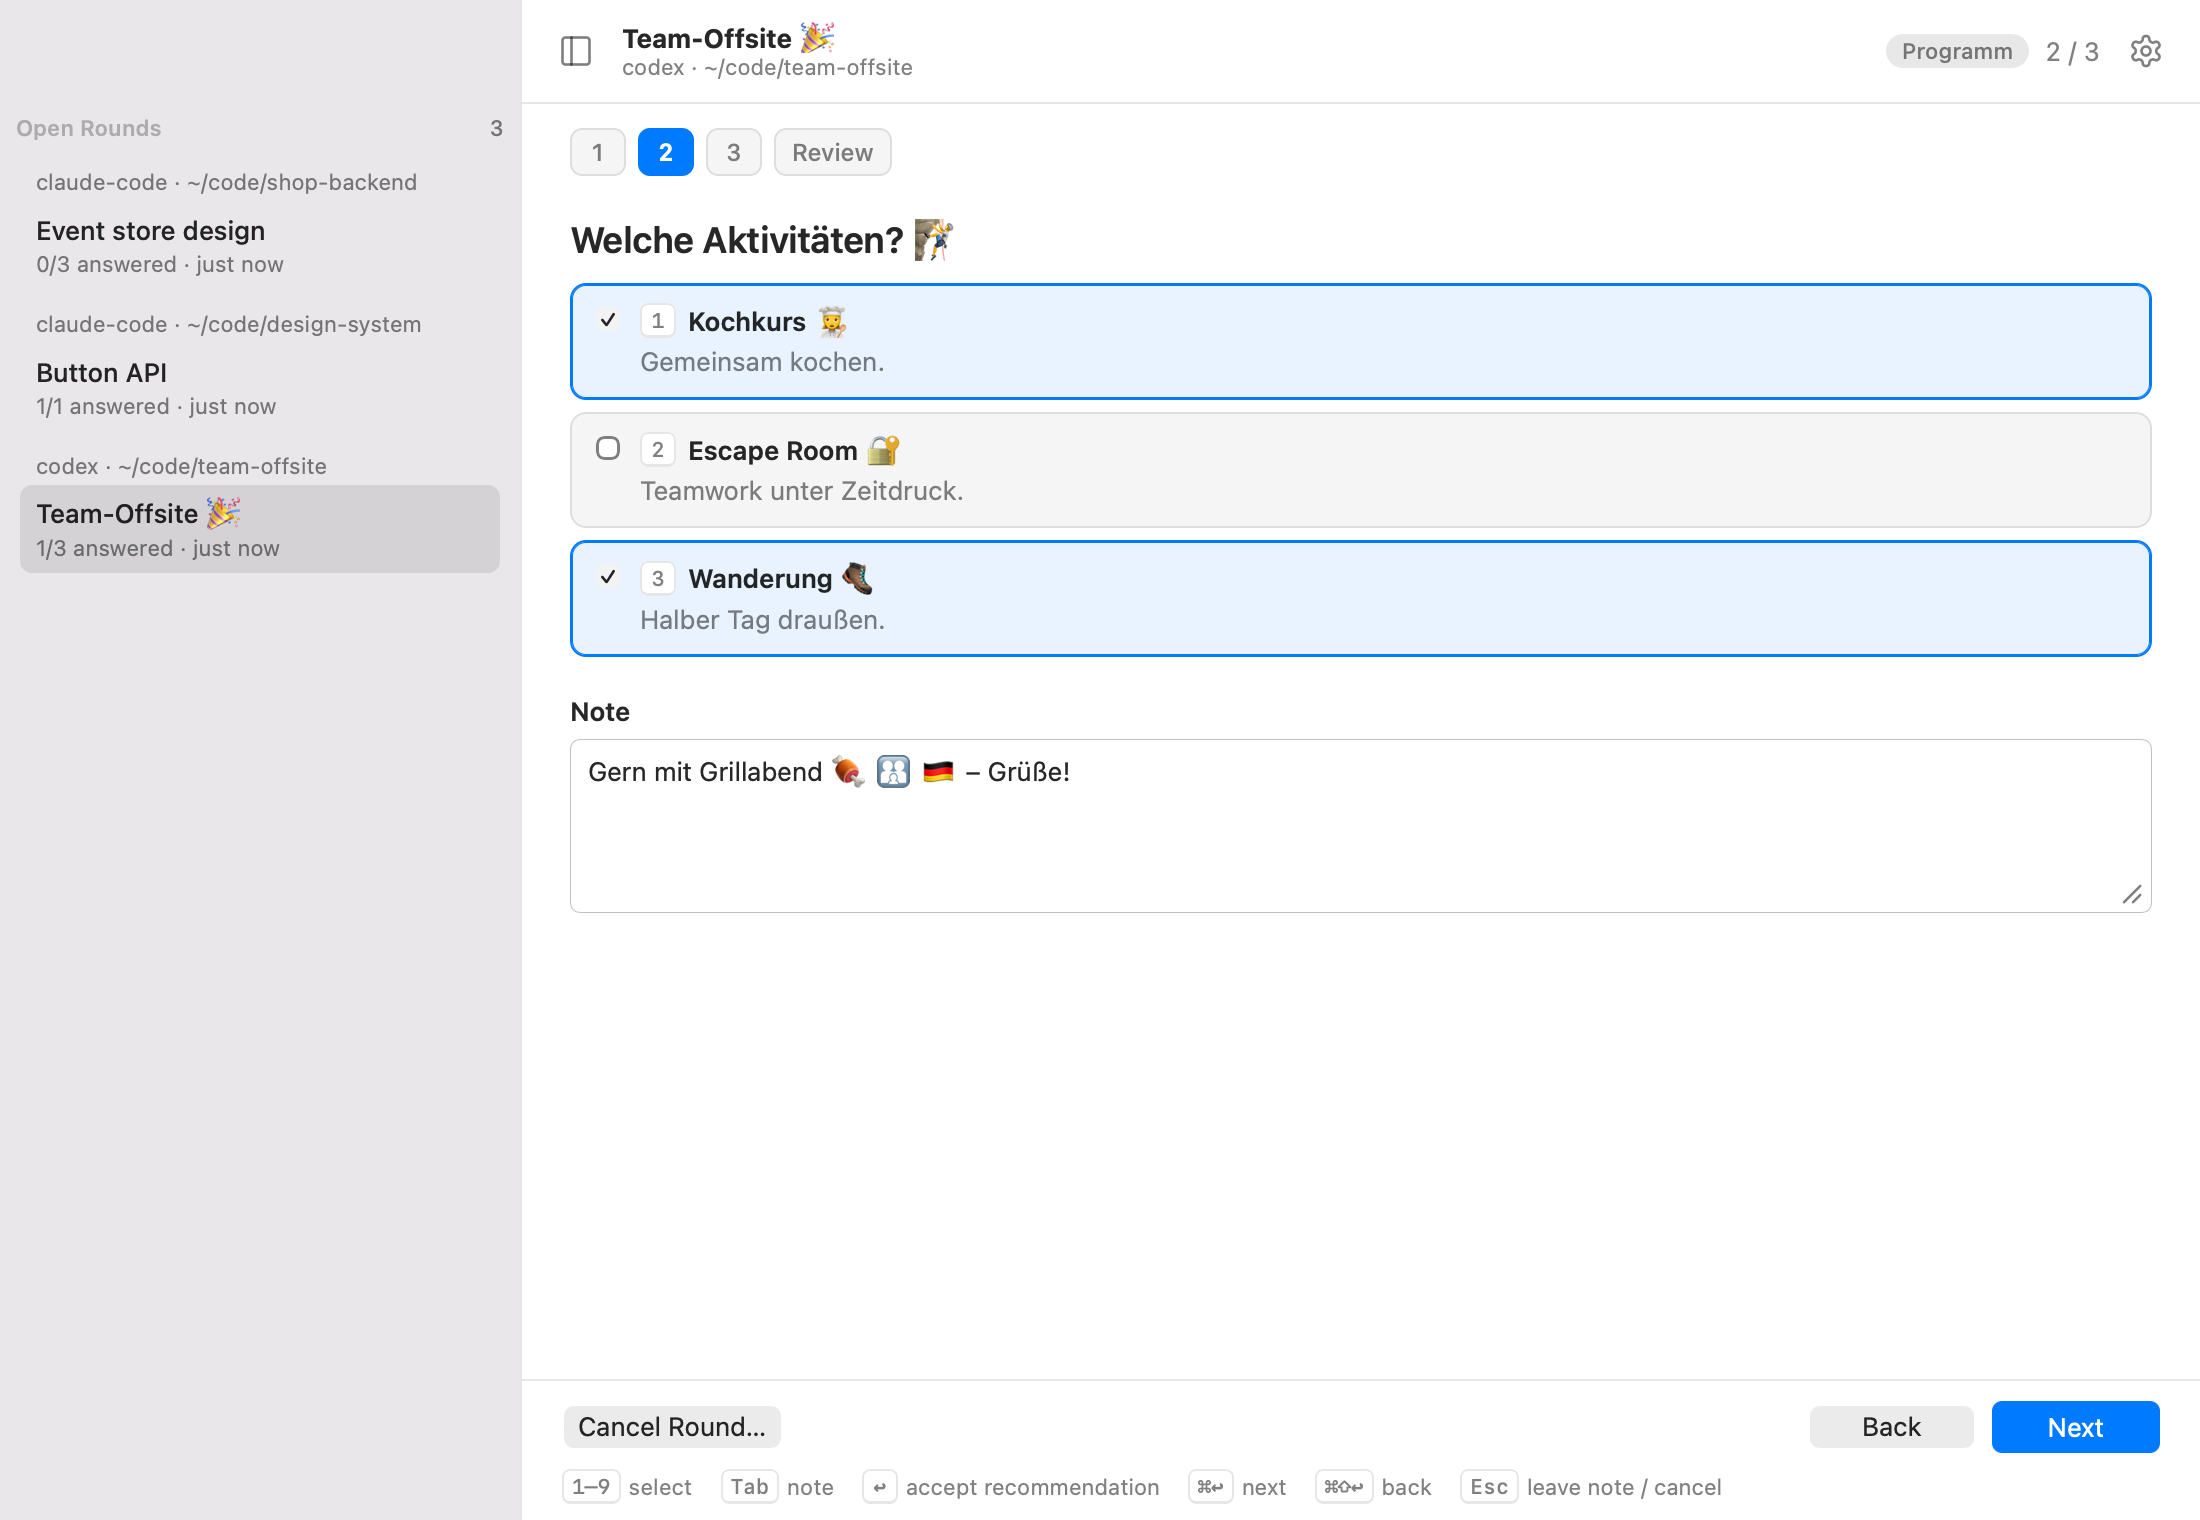 Open Rounds 3
claude-code · ~/code/shop-backend
Event store design
0/3 answered · just now
claude-code · ~/code/design-system
Button API
1/1 answered · just now
codex · ~/code/team-offsite
Team-Offsite 🎉
1/3 answered · just now
Team-Offsite 🎉
codex · ~/code/team-offsite
Programm 2 / 3
1 2 3 Review
Welche Aktivitäten? 🧗‍♀️
1 Kochkurs 🧑‍🍳
Gemeinsam kochen.
2 Escape Room 🔐
Teamwork unter Zeitdruck.
3 Wanderung 🥾
Halber Tag draußen.
Note
Gern mit Grillabend 🍖 👨‍👩‍👦 🇩🇪 – Grüße!
Cancel Round… Back Next
1–9 select Tab note ↩ accept recommendation ⌘↩ next ⌘⇧↩ back Esc leave note / cancel